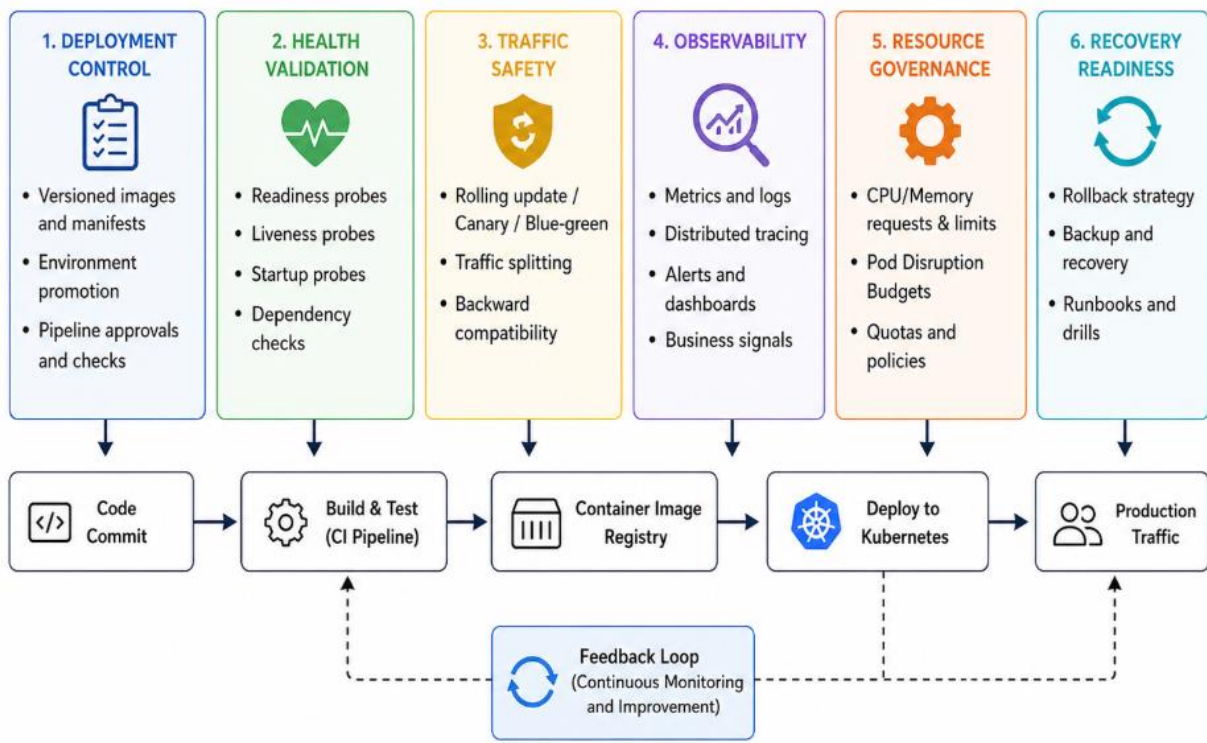 1. DEPLOYMENT
CONTROL
• Versioned images
and manifests
• Environment
promotion
• Pipeline approvals
and checks
2. HEALTH
VALIDATION
• Readiness probes
• Liveness probes
• Startup probes
• Dependency
checks
3. TRAFFIC
SAFETY
• Rolling update /
Canary / Blue-green
• Traffic splitting
• Backward
compatibility
4. OBSERVABILITY
• Metrics and logs
• Distributed tracing
• Alerts and
dashboards
• Business signals
5. RESOURCE
GOVERNANCE
• CPU/Memory
requests & limits
• Pod Disruption
Budgets
• Quotas and
policies
6. RECOVERY
READINESS
• Rollback strategy
• Backup and
recovery
• Runbooks and
drills
</>
Code
Commit
Build & Test
(CI Pipeline)
Container Image
Registry
Deploy to
Kubernetes
Production
Traffic
Feedback Loop
(Continuous Monitoring
and Improvement)